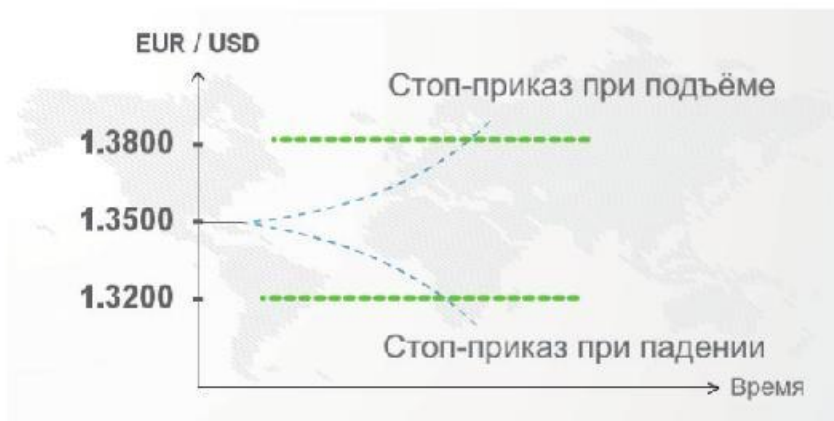 EUR / USD
Стоп-приказ при подъёме
1.3800
1.3500
1.3200
Стоп-приказ при падении
Время